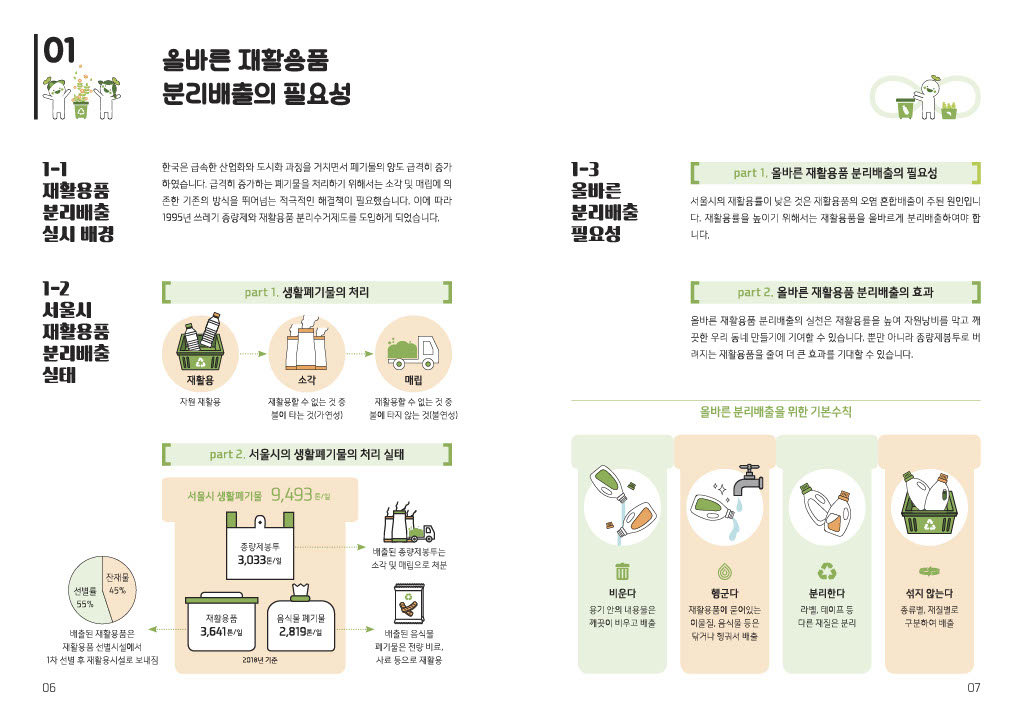 01
올바른 재활용품
분리배출의 필요성
1-1
재활용품
분리배출
실시 배경
한국은 급속한 산업화와 도시화 과정을 거치면서 폐기물의 양도 급격히 증가
하였습니다. 급격히 증가하는 폐기물을 처리하기 위해서는 소각 및 매립에 의
존한 기존의 방식을 뛰어넘는 적극적인 해결책이 필요했습니다. 이에 따라
1995년 쓰레기 종량제와 재활용품 분리수거제도를 도입하게 되었습니다.
1-2
서울시
재활용품
분리배출
실태
part 1. 생활폐기물의 처리
재활용
소각
매립
자원 재활용
재활용할 수 없는 것 중
불에 타는 것(가연성)
재활용할 수 없는 것 중
불에 타지 않는 것(불연성)
part 2. 서울시의 생활폐기물의 처리 실태
서울시 생활폐기물 9,493톤/일
종량제봉투
3,033톤/일
배출된 종량제봉투는
소각 및 매립으로 처분
선별률
55%
잔재물
45%
재활용품
3,641톤/일
음식물 폐기물
2,819톤/일
배출된 재활용품은
재활용품 선별시설에서
1차 선별 후 재활용시설로 보내짐
배출된 음식물
폐기물은 전량 비료,
사료 등으로 재활용
2018년 기준
06
1-3
올바른
분리배출
필요성
part 1. 올바른 재활용품 분리배출의 필요성
서울시의 재활용률이 낮은 것은 재활용품의 오염 혼합배출이 주된 원인입니
다. 재활용률을 높이기 위해서는 재활용품을 올바르게 분리배출하여야 합
니다.
part 2. 올바른 재활용품 분리배출의 효과
올바른 재활용품 분리배출의 실천은 재활용률을 높여 자원낭비를 막고 깨
끗한 우리 동네 만들기에 기여할 수 있습니다. 뿐만 아니라 종량제봉투로 버
려지는 재활용품을 줄여 더 큰 효과를 기대할 수 있습니다.
올바른 분리배출을 위한 기본수칙
비운다
용기 안의 내용물은
깨끗이 비우고 배출
헹군다
재활용품에 묻어있는
이물질, 음식물 등은
닦거나 헹궈서 배출
분리한다
라벨, 테이프 등
다른 재질은 분리
섞지 않는다
종류별, 재질별로
구분하여 배출
07